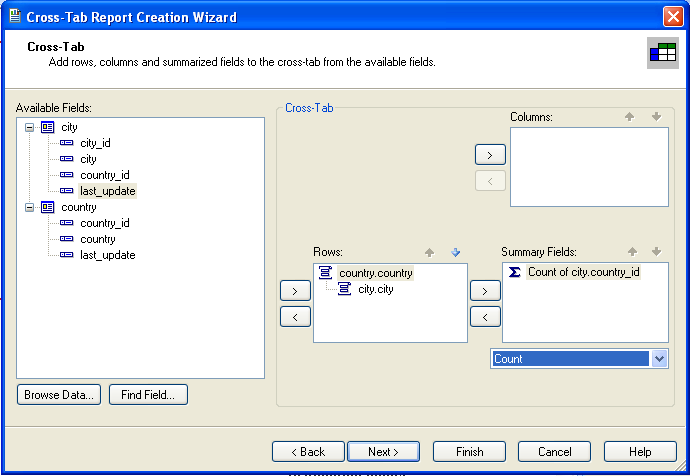 Cross-Tab Report Creation Wizard
Cross-Tab
Add rows, columns and summarized fields to the cross-tab from the available fields.
Available Fields:
city
city_id
city
country_id
last_update
country
country_id
country
last_update
Browse Data...
Find Field...
Cross-Tab
Columns:
>
<
Rows:
country.country
city.city
>
<
Summary Fields:
Count of city.country_id
>
<
Count
< Back
Next >
Finish
Cancel
Help